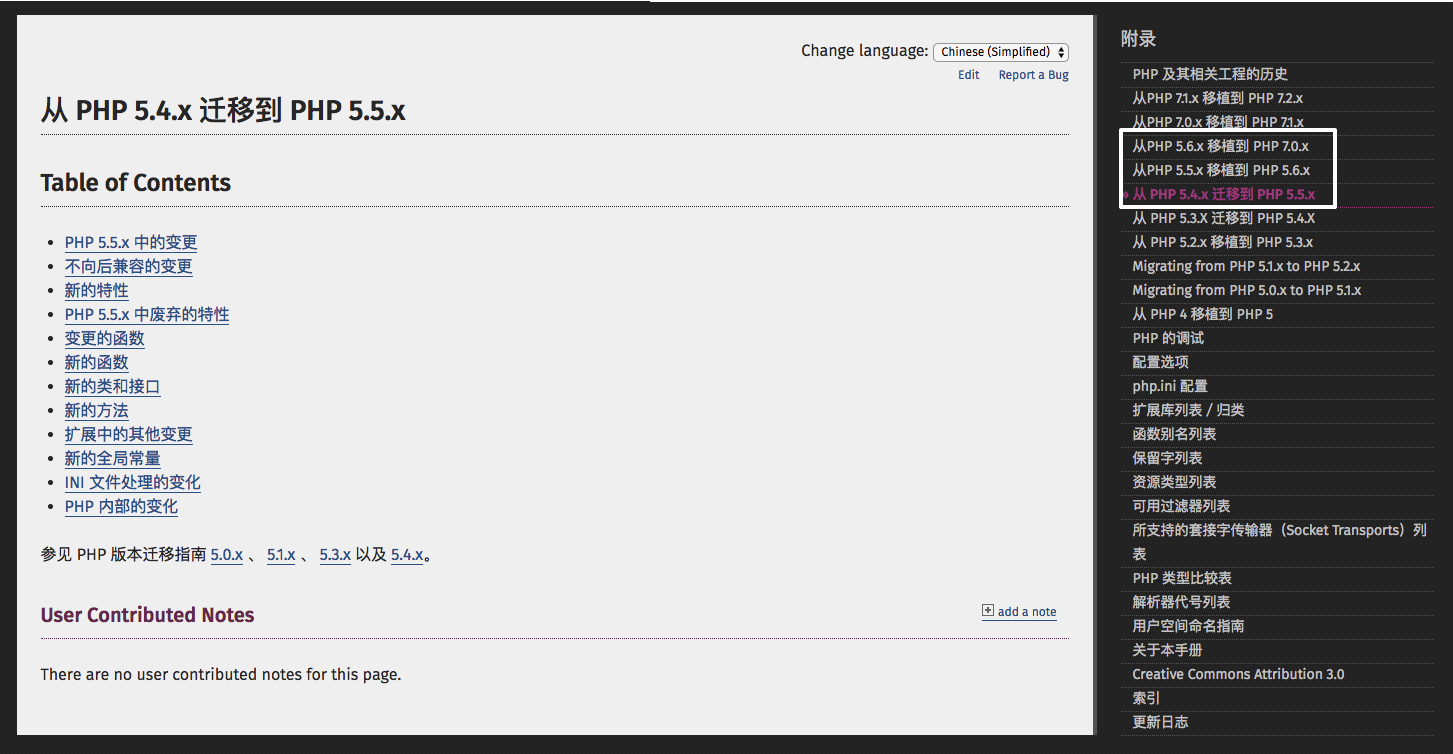 Change language: Chinese (Simplified)
Edit Report a Bug
从 PHP 5.4.x 迁移到 PHP 5.5.x
Table of Contents
PHP 5.5.x 中的变更
不向后兼容的变更
新的特性
PHP 5.5.x 中废弃的特性
变更的函数
新的函数
新的类和接口
新的方法
扩展中的其他变更
新的全局常量
INI 文件处理的变化
PHP 内部的变化
参见 PHP 版本迁移指南 5.0.x 、 5.1.x 、 5.3.x 以及 5.4.x。
User Contributed Notes
add a note
There are no user contributed notes for this page.
附录
PHP 及其相关工程的历史
从PHP 7.1.x 移植到 PHP 7.2.x
从PHP 7.0.x 移植到 PHP 7.1.x
从PHP 5.6.x 移植到 PHP 7.0.x
从PHP 5.5.x 移植到 PHP 5.6.x
» 从 PHP 5.4.x 迁移到 PHP 5.5.x
从 PHP 5.3.X 迁移到 PHP 5.4.X
从 PHP 5.2.x 移植到 PHP 5.3.x
Migrating from PHP 5.1.x to PHP 5.2.x
Migrating from PHP 5.0.x to PHP 5.1.x
从 PHP 4 移植到 PHP 5
PHP 的调试
配置选项
php.ini 配置
扩展库列表 / 归类
函数别名列表
保留字列表
资源类型列表
可用过滤器列表
所支持的套接字传输器（Socket Transports）列
表
PHP 类型比较表
解析器代号列表
用户空间命名指南
关于本手册
Creative Commons Attribution 3.0
索引
更新日志